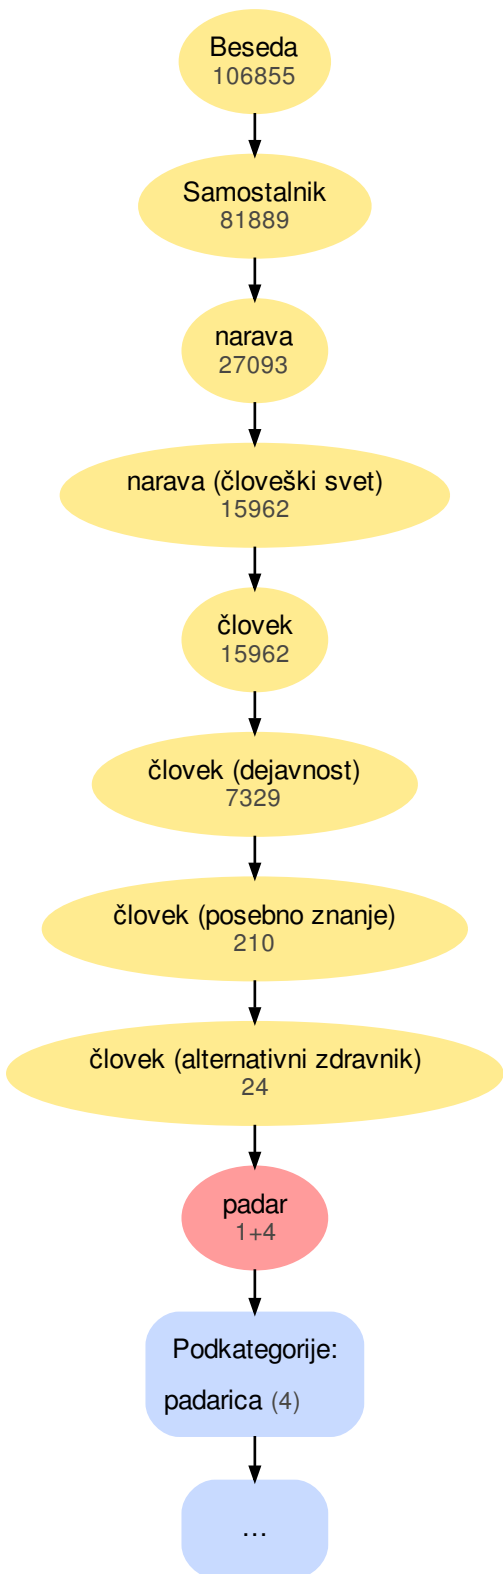 Beseda
106855
Samostalnik
81889
narava
27093
narava (človeški svet)
15962
človek
15962
človek (dejavnost)
7329
človek (posebno znanje)
210
človek (alternativni zdravnik)
24
padar
1+4
Podkategorije:
padarica (4)
...